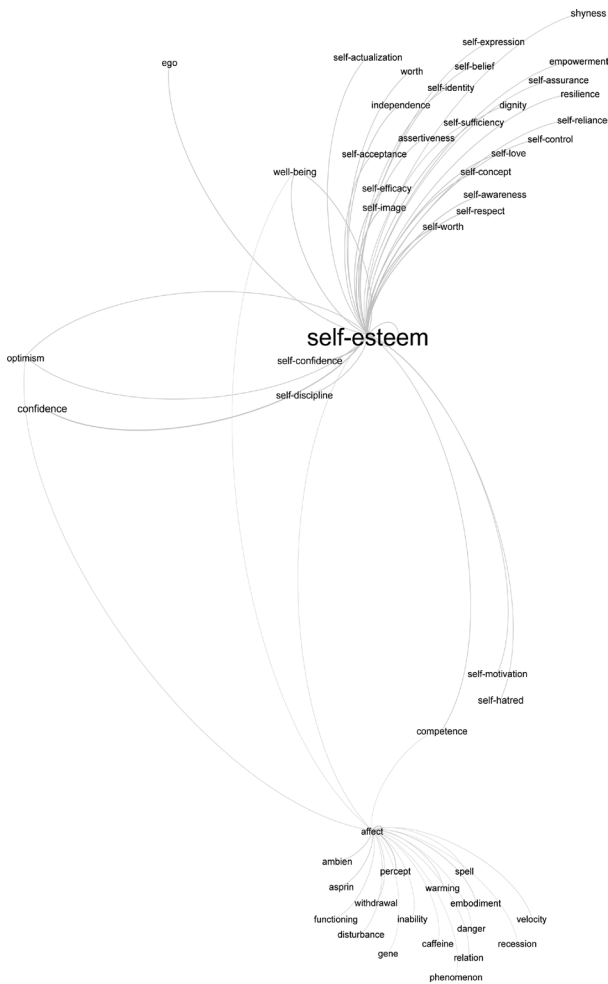 shyness
self-expression
ego
self-actualization
empowerment
self-belief
worth
self-assurance
self-identity
resilience
independence
dignity
self-reliance
self-sufficiency
assertiveness
self-control
self-acceptance
self-love
well-being
self-concept
self-efficacy
self-awareness
self-image
self-respect
self-worth
self-esteem
optimism
self-confidence
self-discipline
confidence
self-motivation
self-hatred
competence
affect
ambien
percept
spell
asprin
warming
withdrawal
embodiment
functioning
inability
velocity
disturbance
danger
caffeine
recession
gene
relation
phenomenon